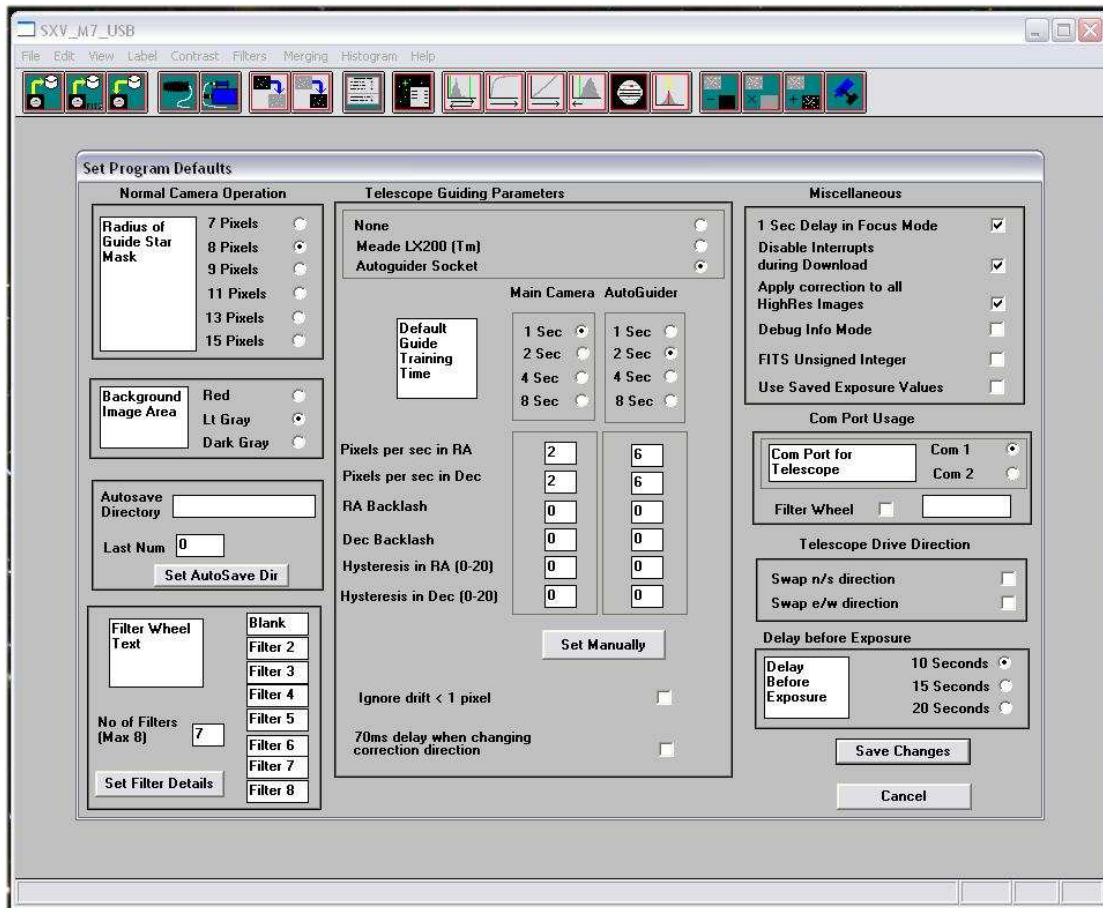 SXV_M7_USB
File Edit View Label Contrast Filters Merging Histogram Help
Set Program Defaults
Normal Camera Operation
Radius of
Guide Star
Mask
7 Pixels
8 Pixels
9 Pixels
11 Pixels
13 Pixels
15 Pixels
Background
Image Area
Red
Lt Gray
Dark Gray
Autosave
Directory
Last Num 0
Set AutoSave Dir
Filter Wheel
Text
No of Filters
(Max 8)
7
Set Filter Details
Blank
Filter 2
Filter 3
Filter 4
Filter 5
Filter 6
Filter 7
Filter 8
Telescope Guiding Parameters
None
Meade LX200 (Tm)
Autoguider Socket
Main Camera AutoGuider
Default
Guide
Training
Time
1 Sec 1 Sec
2 Sec 2 Sec
4 Sec 4 Sec
8 Sec 8 Sec
Pixels per sec in RA 2 6
Pixels per sec in Dec 2 6
RA Backlash 0 0
Dec Backlash 0 0
Hysteresis in RA (0-20) 0 0
Hysteresis in Dec (0-20) 0 0
Set Manually
Ignore drift < 1 pixel
70ms delay when changing
correction direction
Miscellaneous
1 Sec Delay in Focus Mode
Disable Interrupts
during Download
Apply correction to all
HighRes Images
Debug Info Mode
FITS Unsigned Integer
Use Saved Exposure Values
Com Port Usage
Com Port for
Telescope
Com 1
Com 2
Filter Wheel
Telescope Drive Direction
Swap n/s direction
Swap e/w direction
Delay before Exposure
Delay
Before
Exposure
10 Seconds
15 Seconds
20 Seconds
Save Changes
Cancel